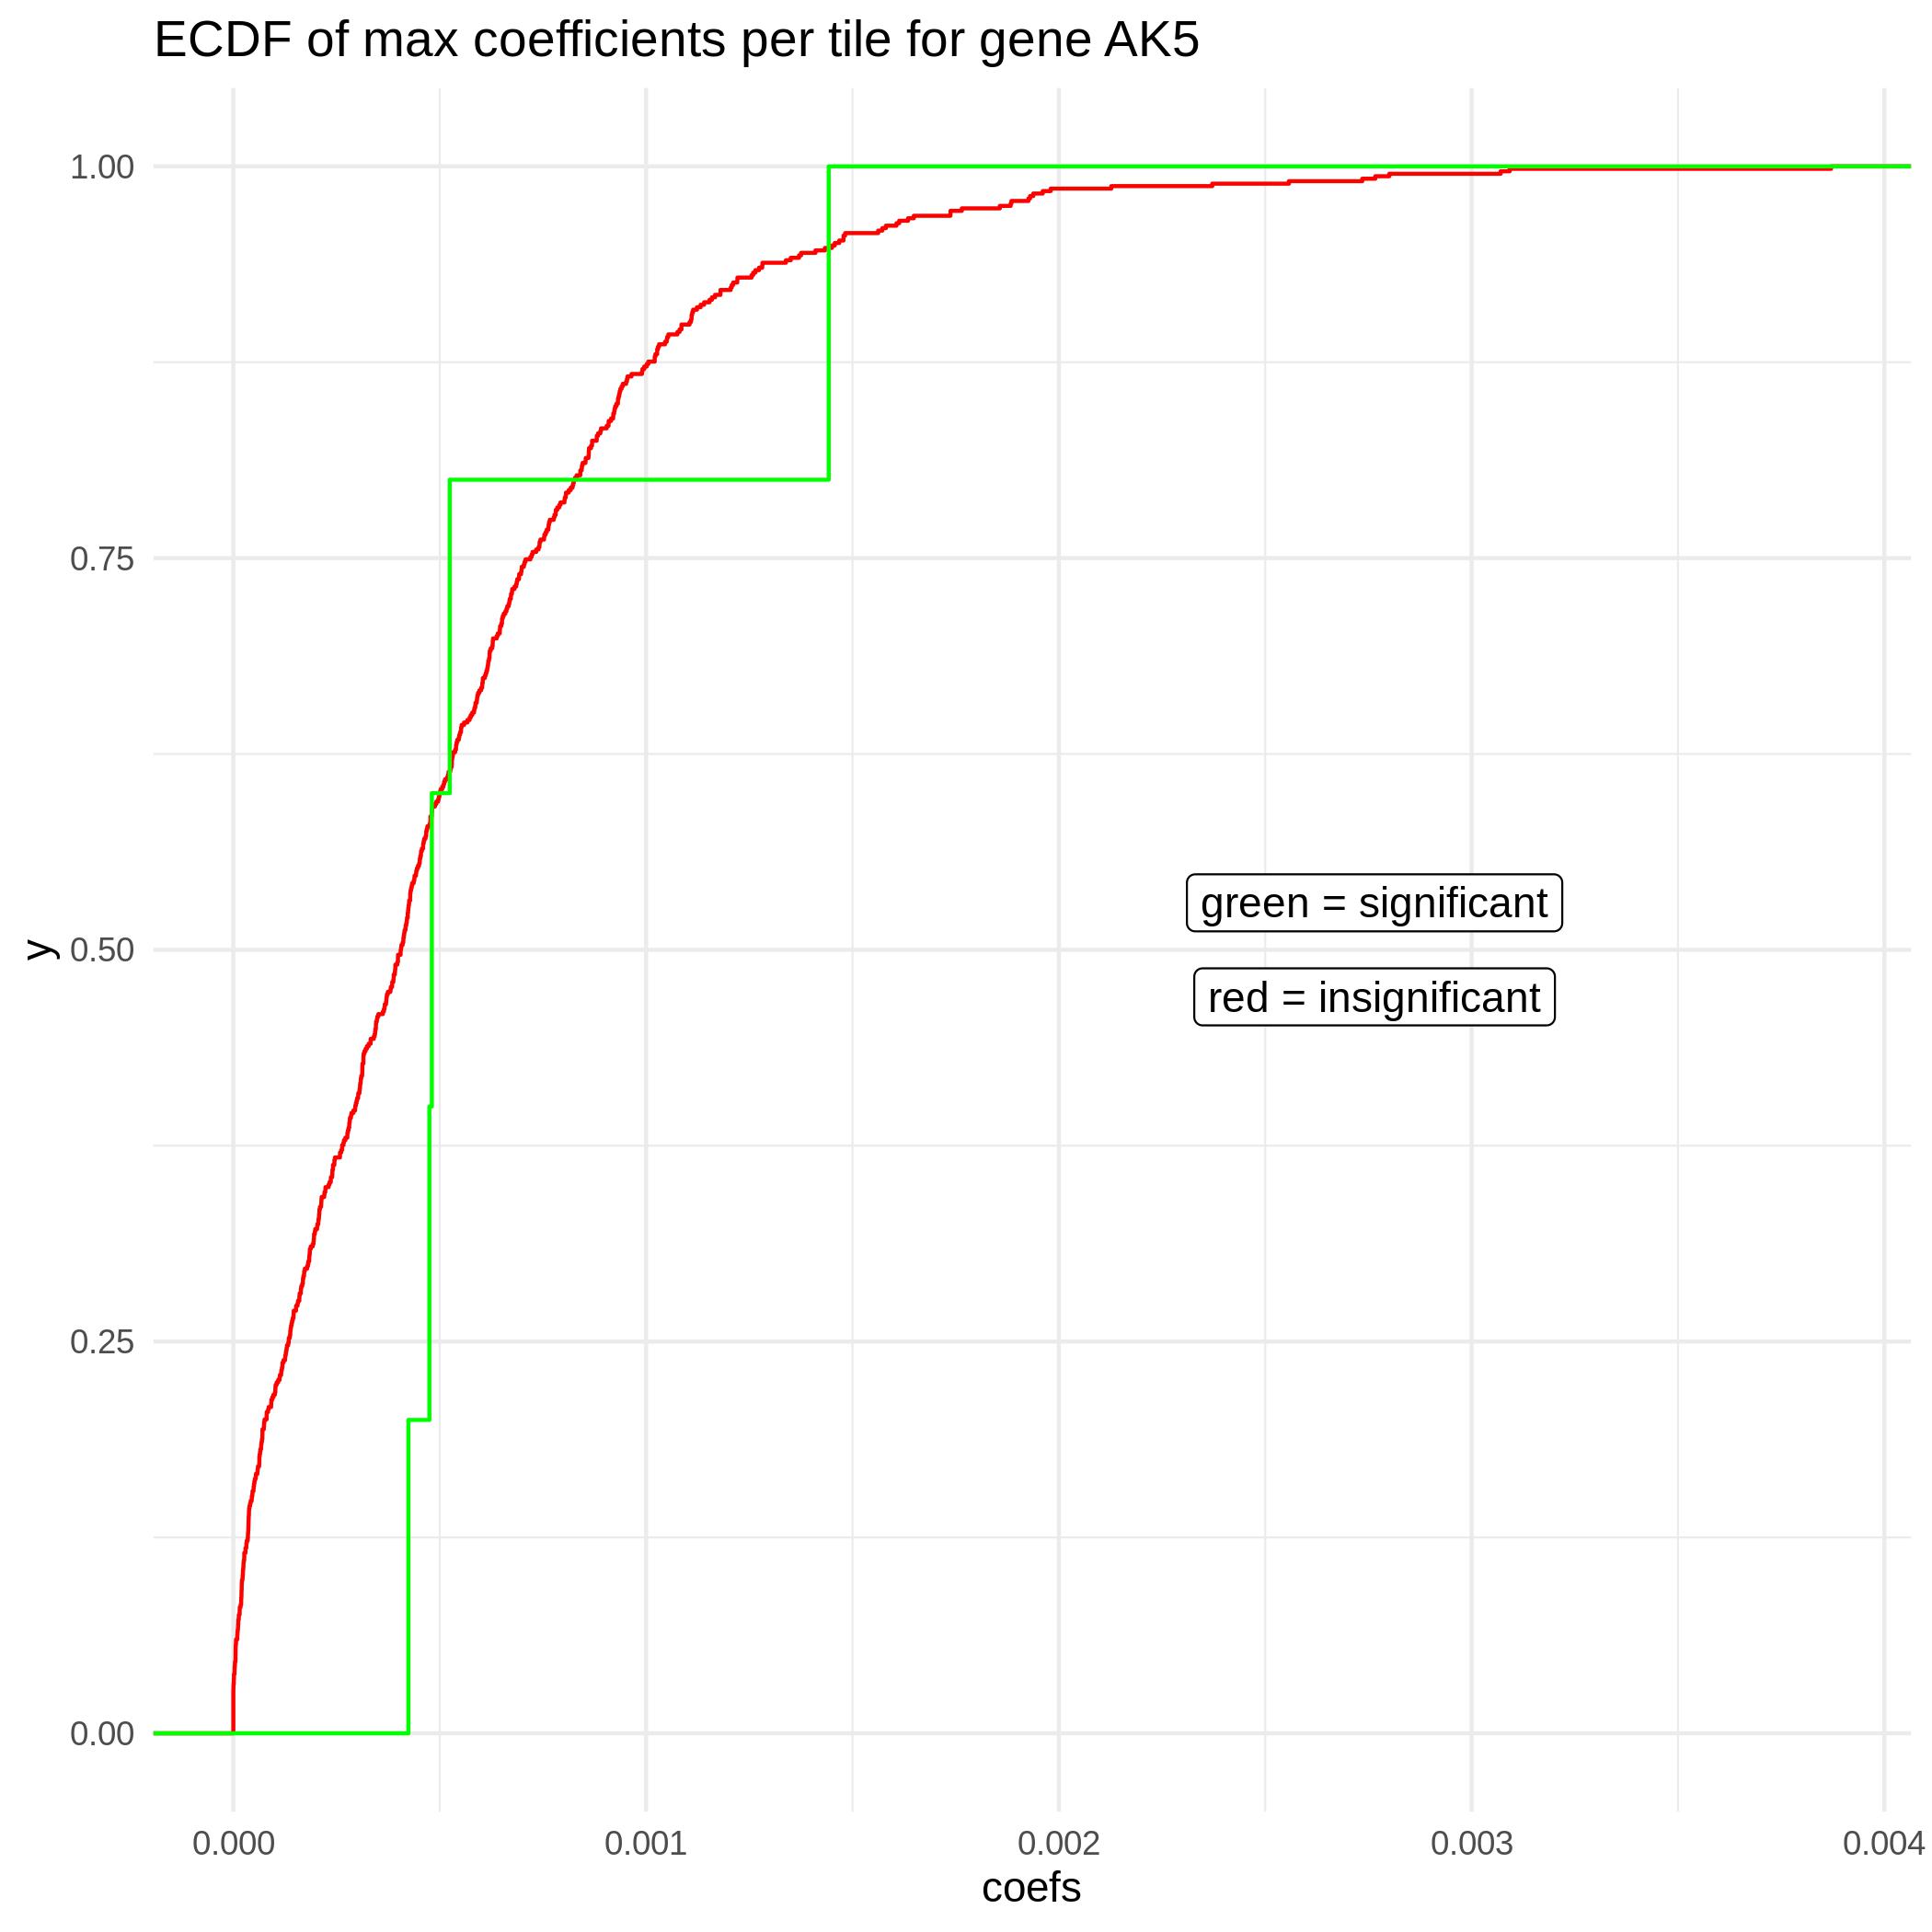 ECDF of max coefficients per tile for gene AK5
1.00
0.75
0.50
0.25
0.00
y
green = significant
red = insignificant
0.000
0.001
0.002
0.003
0.004
coefs